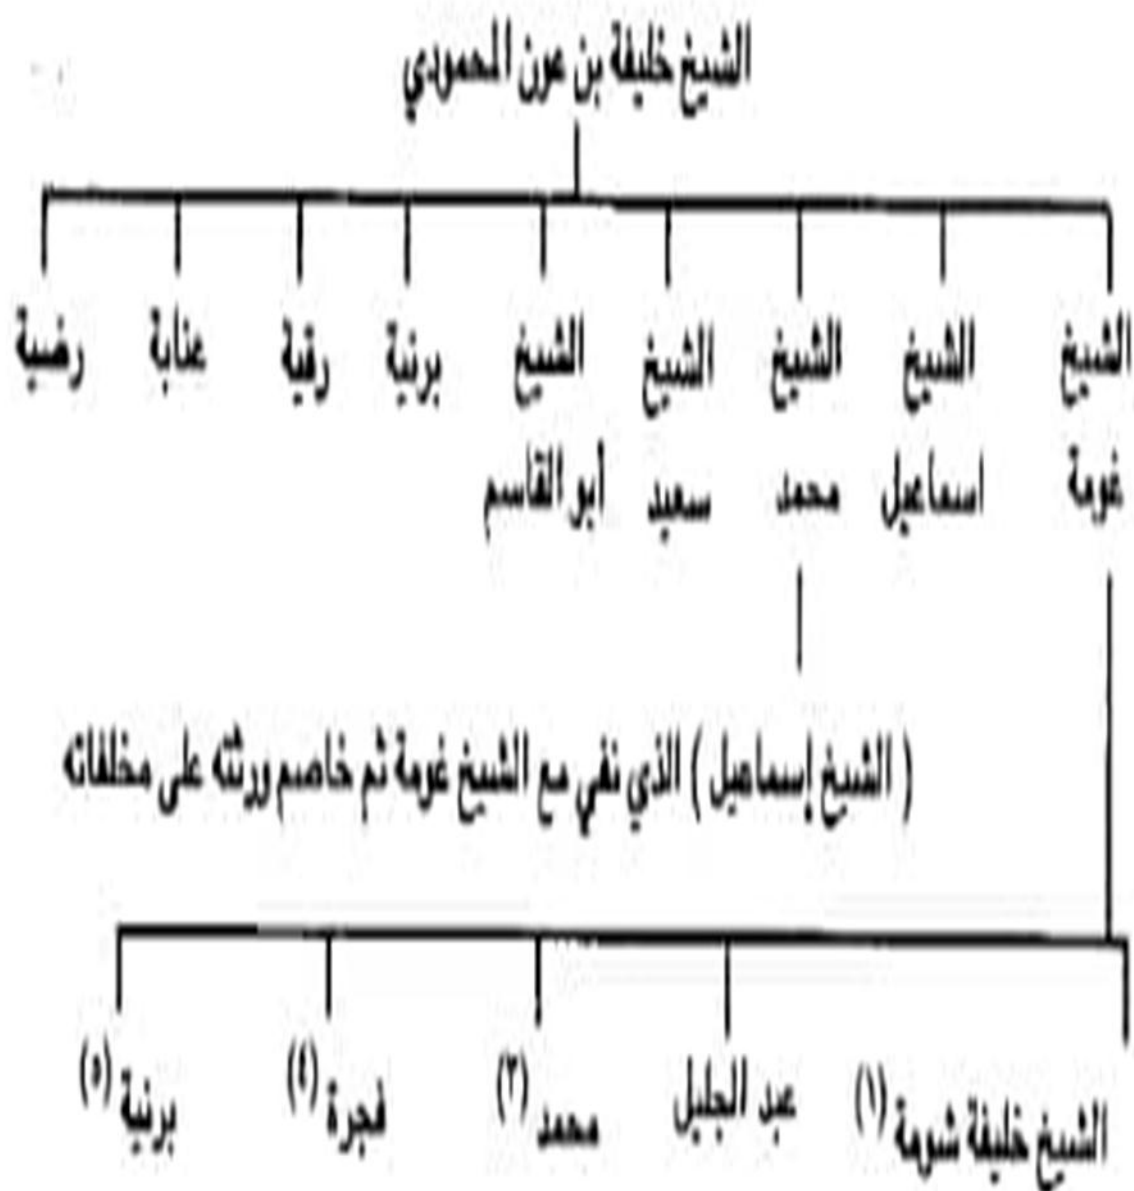 الشيخ خليفة بن عون المحمودي
الشيخ غومة
الشيخ اسماعيل
الشيخ محمد
الشيخ سعيد
الشيخ أبو القاسم
برنية
رقية
عنابة
رضية
( الشيخ إسماعيل ) الذي نفي مع الشيخ غومة ثم خاصم ورثته على مخلفاته
الشيخ خليفة شومة (١)
عبد الجليل
محمد (٣)
فجرة (٤)
برنية (٥)